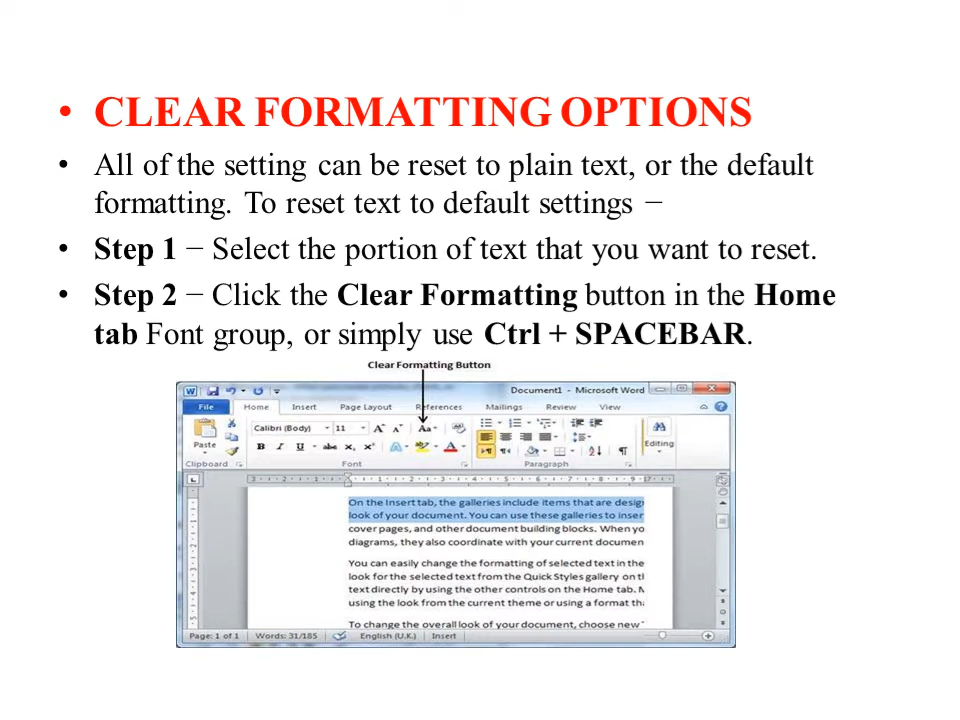 • CLEAR FORMATTING OPTIONS
• All of the setting can be reset to plain text, or the default
formatting. To reset text to default settings −
• Step 1 − Select the portion of text that you want to reset.
• Step 2 − Click the Clear Formatting button in the Home
tab Font group, or simply use Ctrl + SPACEBAR.
Clear Formatting Button
Document1 - Microsoft Word
File Home Insert Page Layout References Mailings Review View
Calibri (Body) 11 A A Aa
Paste B I U abc x, x² A ab A Editing
Clipboard Font Paragraph
On the Insert tab, the galleries include items that are desig
look of your document. You can use these galleries to inser
cover pages, and other document building blocks. When yo
diagrams, they also coordinate with your current documen
You can easily change the formatting of selected text in the
look for the selected text from the Quick Styles gallery on t
text directly by using the other controls on the Home tab. M
using the look from the current theme or using a format tha
To change the overall look of your document, choose new
Page: 1 of 1 Words: 31/185 English (U.K.) Insert